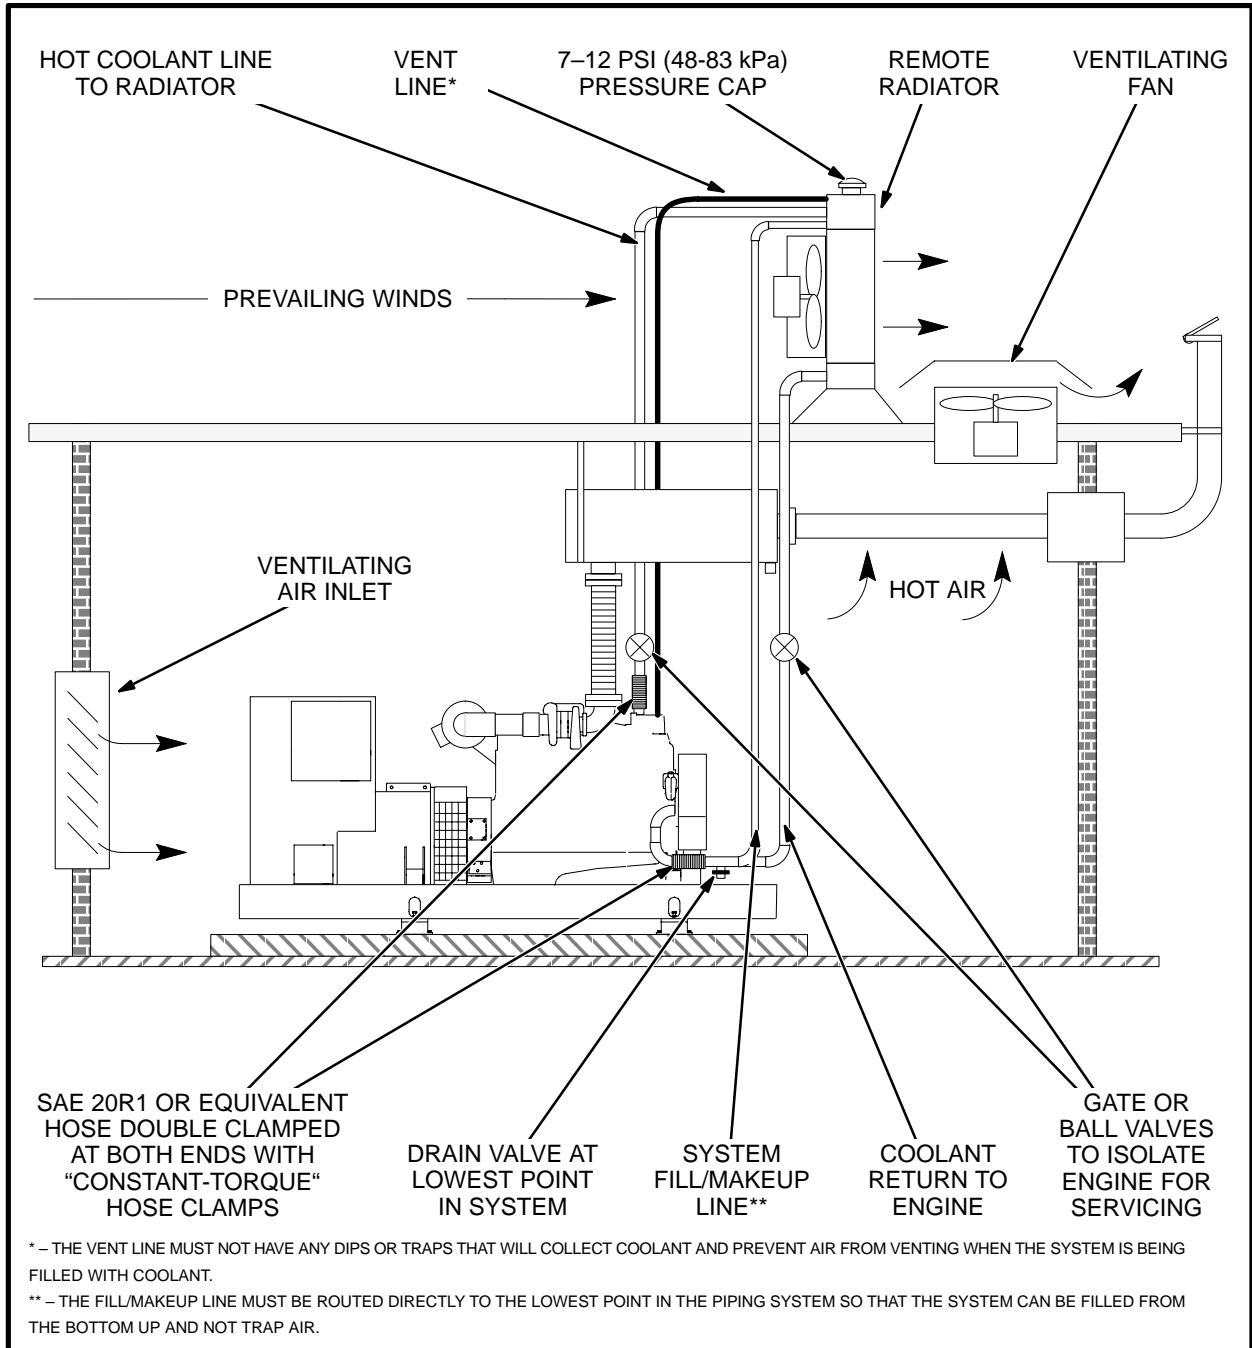 HOT COOLANT LINE
TO RADIATOR
VENT
LINE*
7–12 PSI (48-83 kPa)
PRESSURE CAP
REMOTE
RADIATOR
VENTILATING
FAN
PREVAILING WINDS
VENTILATING
AIR INLET
HOT AIR
SAE 20R1 OR EQUIVALENT
HOSE DOUBLE CLAMPED
AT BOTH ENDS WITH
“CONSTANT-TORQUE“
HOSE CLAMPS
DRAIN VALVE AT
LOWEST POINT
IN SYSTEM
SYSTEM
FILL/MAKEUP
LINE**
COOLANT
RETURN TO
ENGINE
GATE OR
BALL VALVES
TO ISOLATE
ENGINE FOR
SERVICING
* – THE VENT LINE MUST NOT HAVE ANY DIPS OR TRAPS THAT WILL COLLECT COOLANT AND PREVENT AIR FROM VENTING WHEN THE SYSTEM IS BEING
FILLED WITH COOLANT.
** – THE FILL/MAKEUP LINE MUST BE ROUTED DIRECTLY TO THE LOWEST POINT IN THE PIPING SYSTEM SO THAT THE SYSTEM CAN BE FILLED FROM
THE BOTTOM UP AND NOT TRAP AIR.